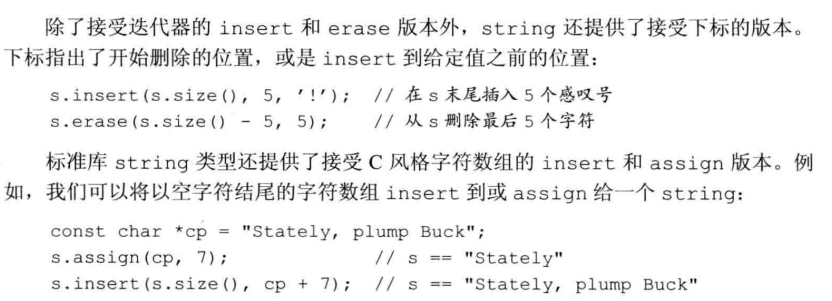 除了接受迭代器的 insert 和 erase 版本外，string 还提供了接受下标的版本。
下标指出了开始删除的位置，或是 insert 到给定值之前的位置：
s.insert(s.size(), 5, '!');  // 在 s 末尾插入 5 个感叹号
s.erase(s.size() - 5, 5);    // 从 s 删除最后 5 个字符
标准库 string 类型还提供了接受 C 风格字符数组的 insert 和 assign 版本。例
如，我们可以将以空字符结尾的字符数组 insert 到或 assign 给一个 string：
const char *cp = "Stately, plump Buck";
s.assign(cp, 7);            // s == "Stately"
s.insert(s.size(), cp + 7); // s == "Stately, plump Buck"